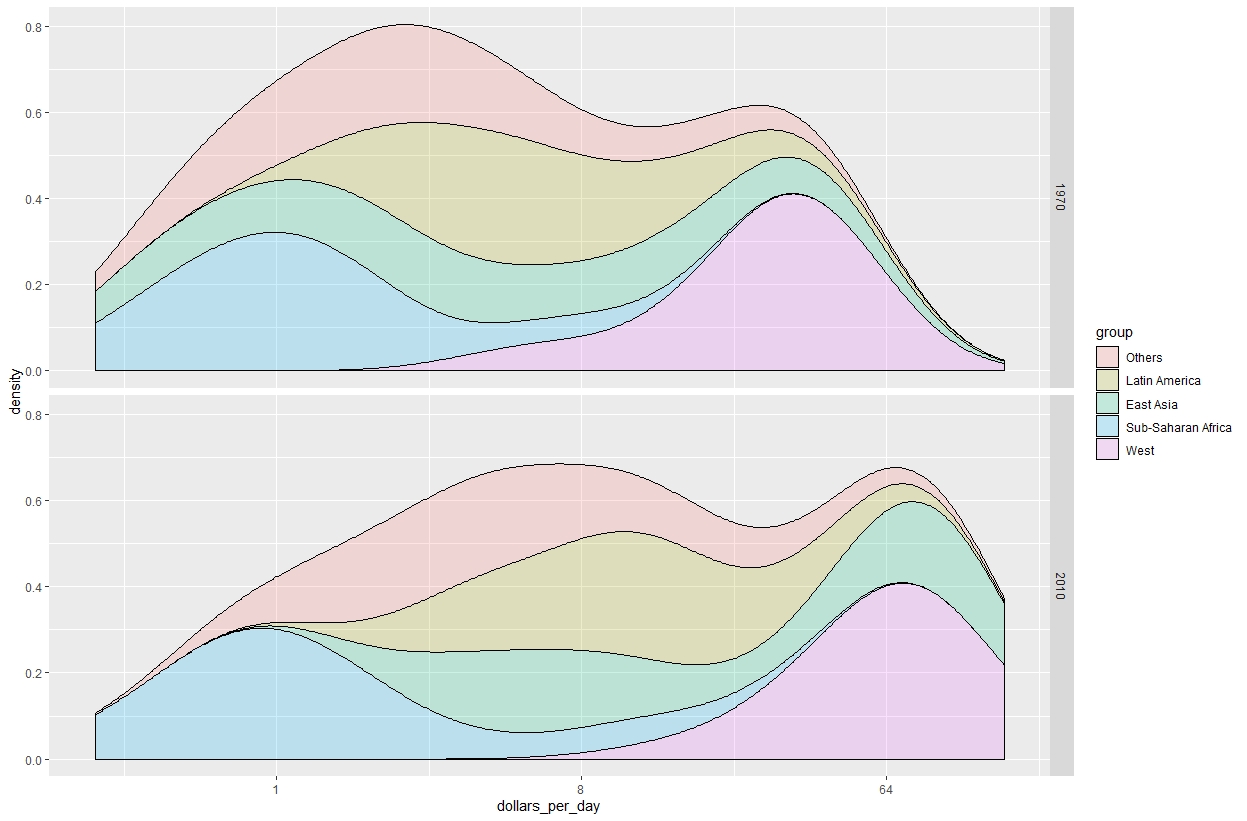 0.8
0.6
0.4
0.2
0.0
1970
density
0.8
0.6
0.4
0.2
0.0
2010
1
8
64
dollars_per_day
group
Others
Latin America
East Asia
Sub-Saharan Africa
West